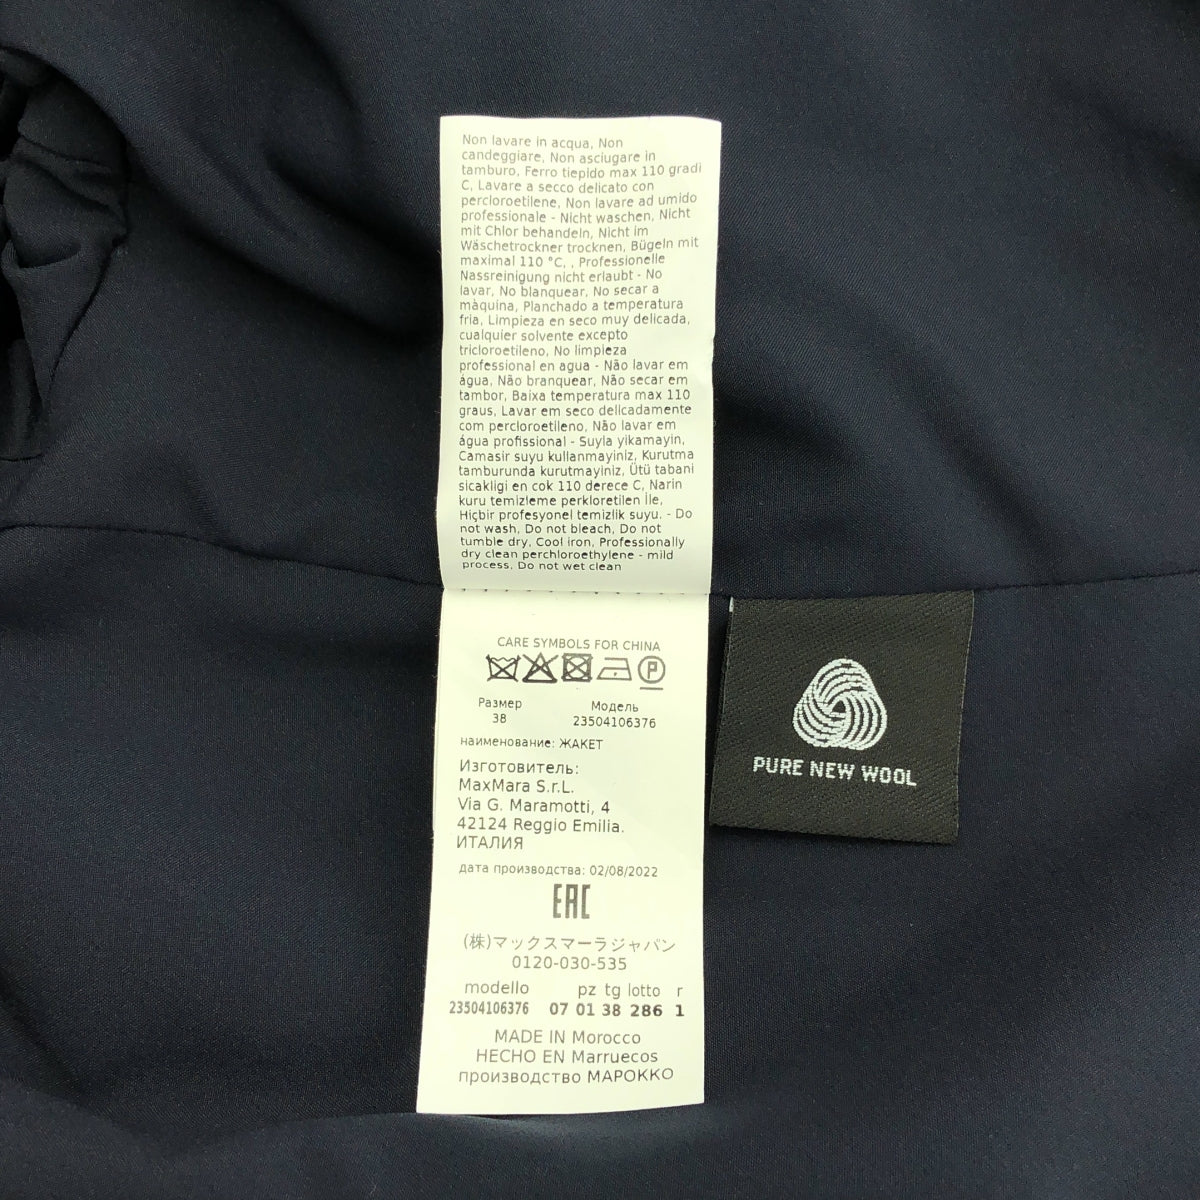 Non lavare in acqua, Non
candeggiare, Non asciugare in
tamburo, Ferro tiepido max 110 gradi
C, Lavare a secco delicato con
percloroetilene, Non lavare ad umido
professionale - Nicht waschen, Nicht
mit Chlor behandeln, Nicht im
Wäschetrockner trocknen, Bügeln mit
maximal 110 °C, , Professionelle
Nassreinigung nicht erlaubt - No
lavar, No blanquear, No secar a
màquina, Planchado a temperatura
fria, Limpieza en seco muy delicada,
cualquier solvente excepto
tricloroetileno, No limpieza
professional en agua - Não lavar em
água, Não branquear, Não secar em
tambor, Baixa temperatura max 110
graus, Lavar em seco delicadamente
com percloroetileno, Não lavar em
água profissional - Suyla yikamayin,
Camasir suyu kullanmayiniz, Kurutma
tamburunda kurutmayiniz, Ütü tabani
sicakligi en cok 110 derece C, Narin
kuru temizleme perkloretilen İle,
Hiçbir profesyonel temizlik suyu. - Do
not wash, Do not bleach, Do not
tumble dry, Cool iron, Professionally
dry clean perchloroethylene - mild
process, Do not wet clean
CARE SYMBOLS FOR CHINA
P
Размер Модель
38 23504106376
наименование: ЖАКЕТ
Изготовитель:
MaxMara S.r.L.
Via G. Maramotti, 4
42124 Reggio Emilia.
ИТАЛИЯ
дата производства: 02/08/2022
EAC
(株)マックスマーラジャパン
0120-030-535
modello pz tg lotto r
23504106376 07 01 38 286 1
MADE IN Morocco
HECHO EN Marruecos
производство МАРОККО
PURE NEW WOOL